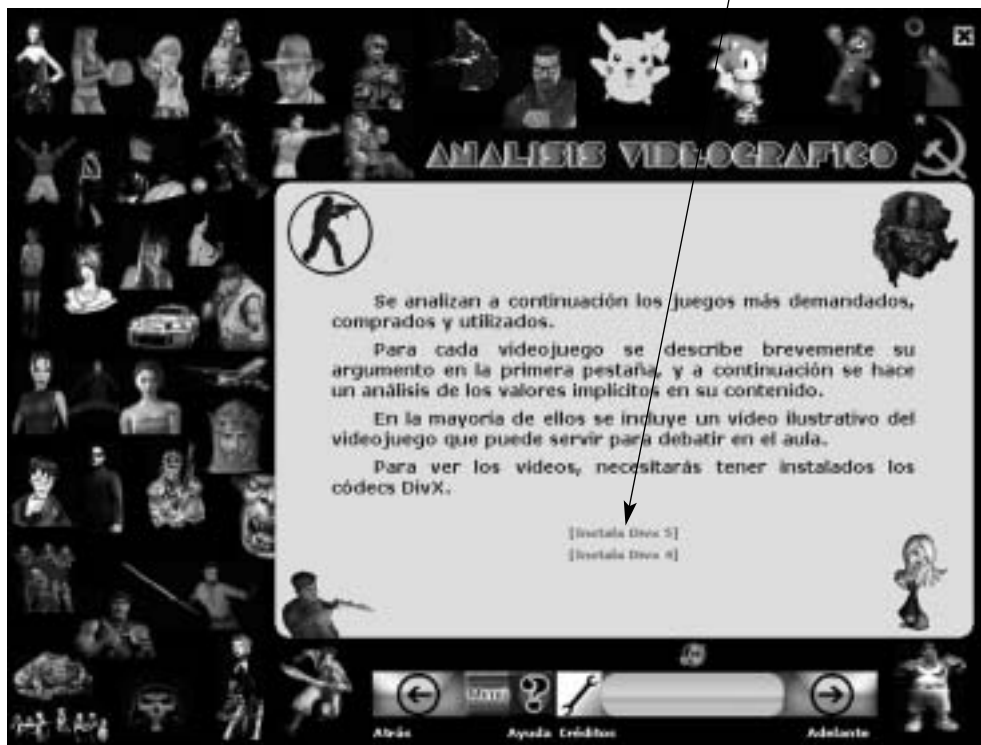 ANALISIS VIDEOGRAFICO
Se analizan a continuación los juegos más demandados,
comprados y utilizados.
Para cada videojuego se describe brevemente su
argumento en la primera pestaña, y a continuación se hace
un análisis de los valores implícitos en su contenido.
En la mayoría de ellos se incluye un video ilustrativo del
videojuego que puede servir para debatir en el aula.
Para ver los videos, necesitarás tener instalados los
códecs DivX.
[Instala Divx 5]
[Instala Divx 4]
Atrás
Ayuda
Créditos
Adelante